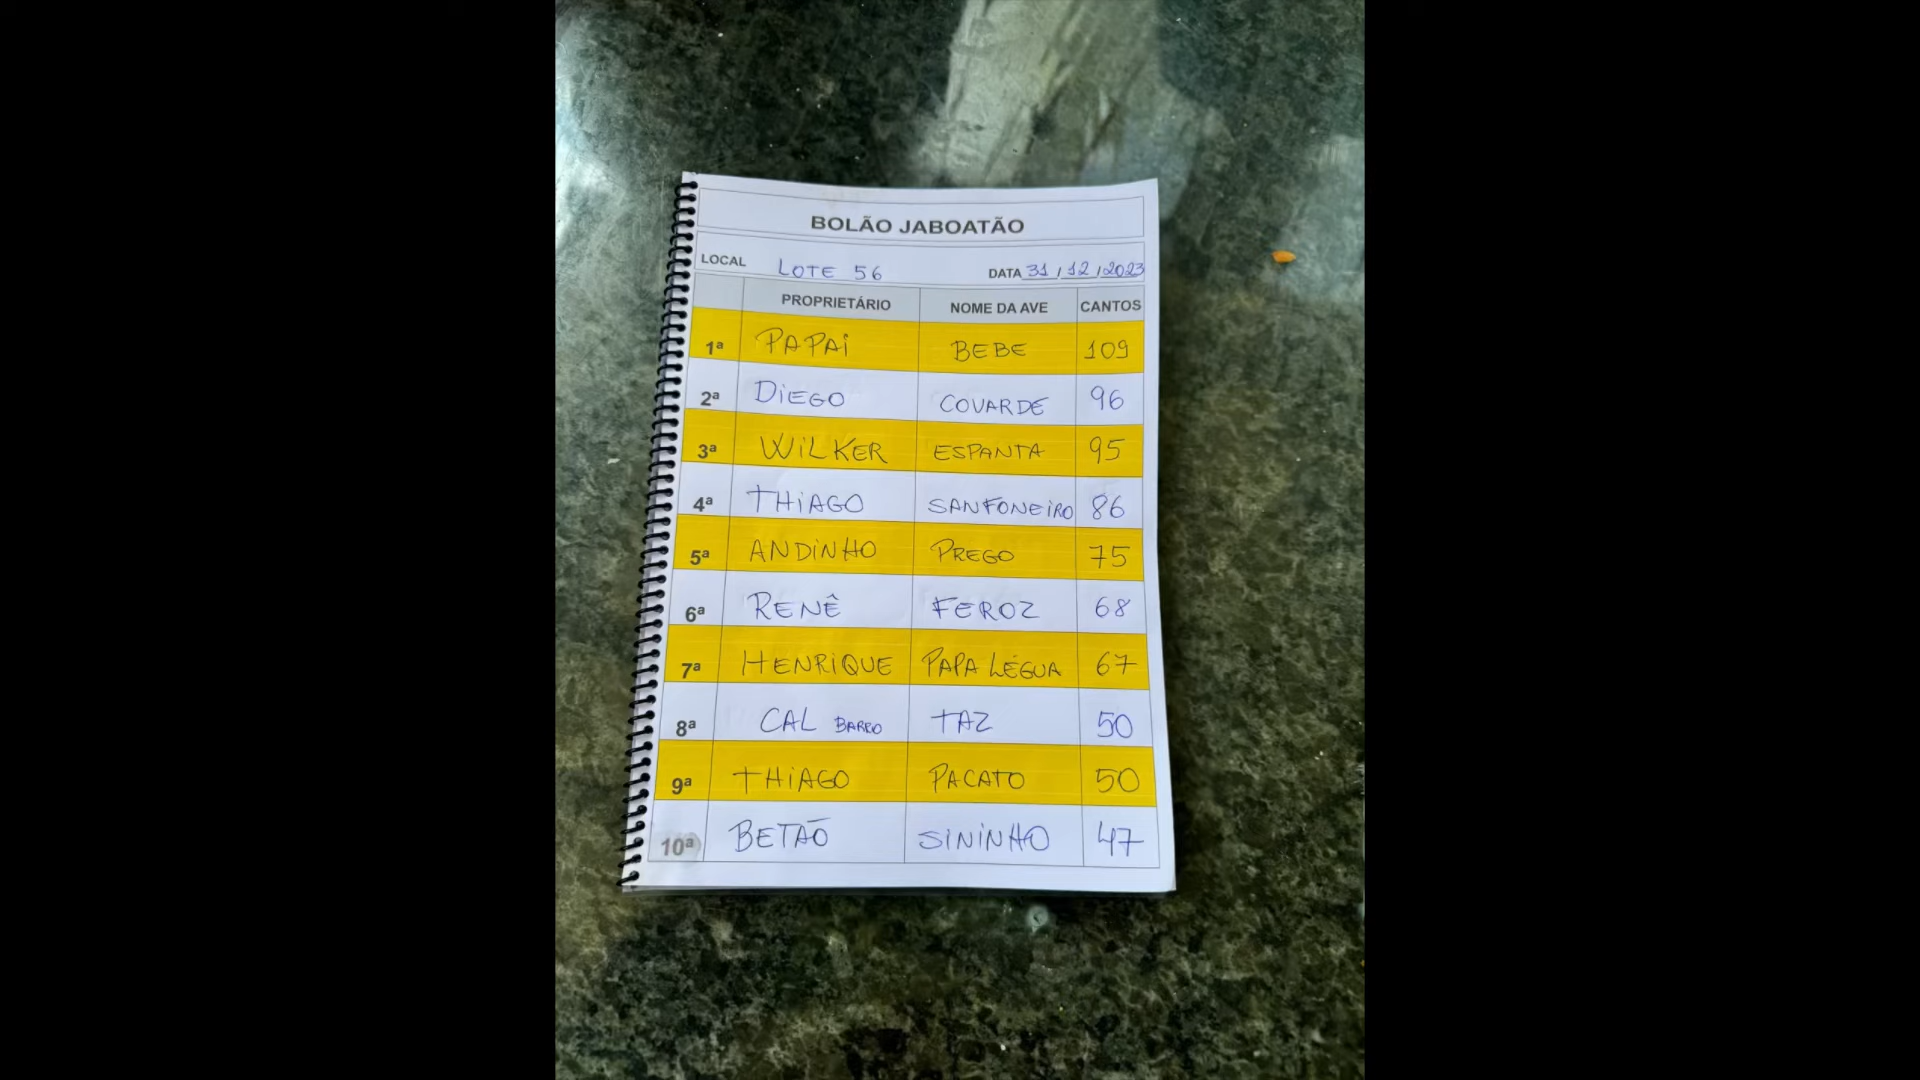 BOLÃO JABOATÃO
LOCAL LOTE 56 DATA 31/12/2023
PROPRIETÁRIO NOME DA AVE CANTOS
1ª PAPAi BEBE 109
2ª DiEGO COVARDE 96
3ª WiLKER ESPANTA 95
4ª THiAGO SANFONEiRO 86
5ª ANDiNHO PREGO 75
6ª RENÊ FEROZ 68
7ª HENRiQUE PAPA LÉGUA 67
8ª CAL BARRO TAZ 50
9ª THiAGO PACATO 50
10ª BETÃO SiNiNHO 47